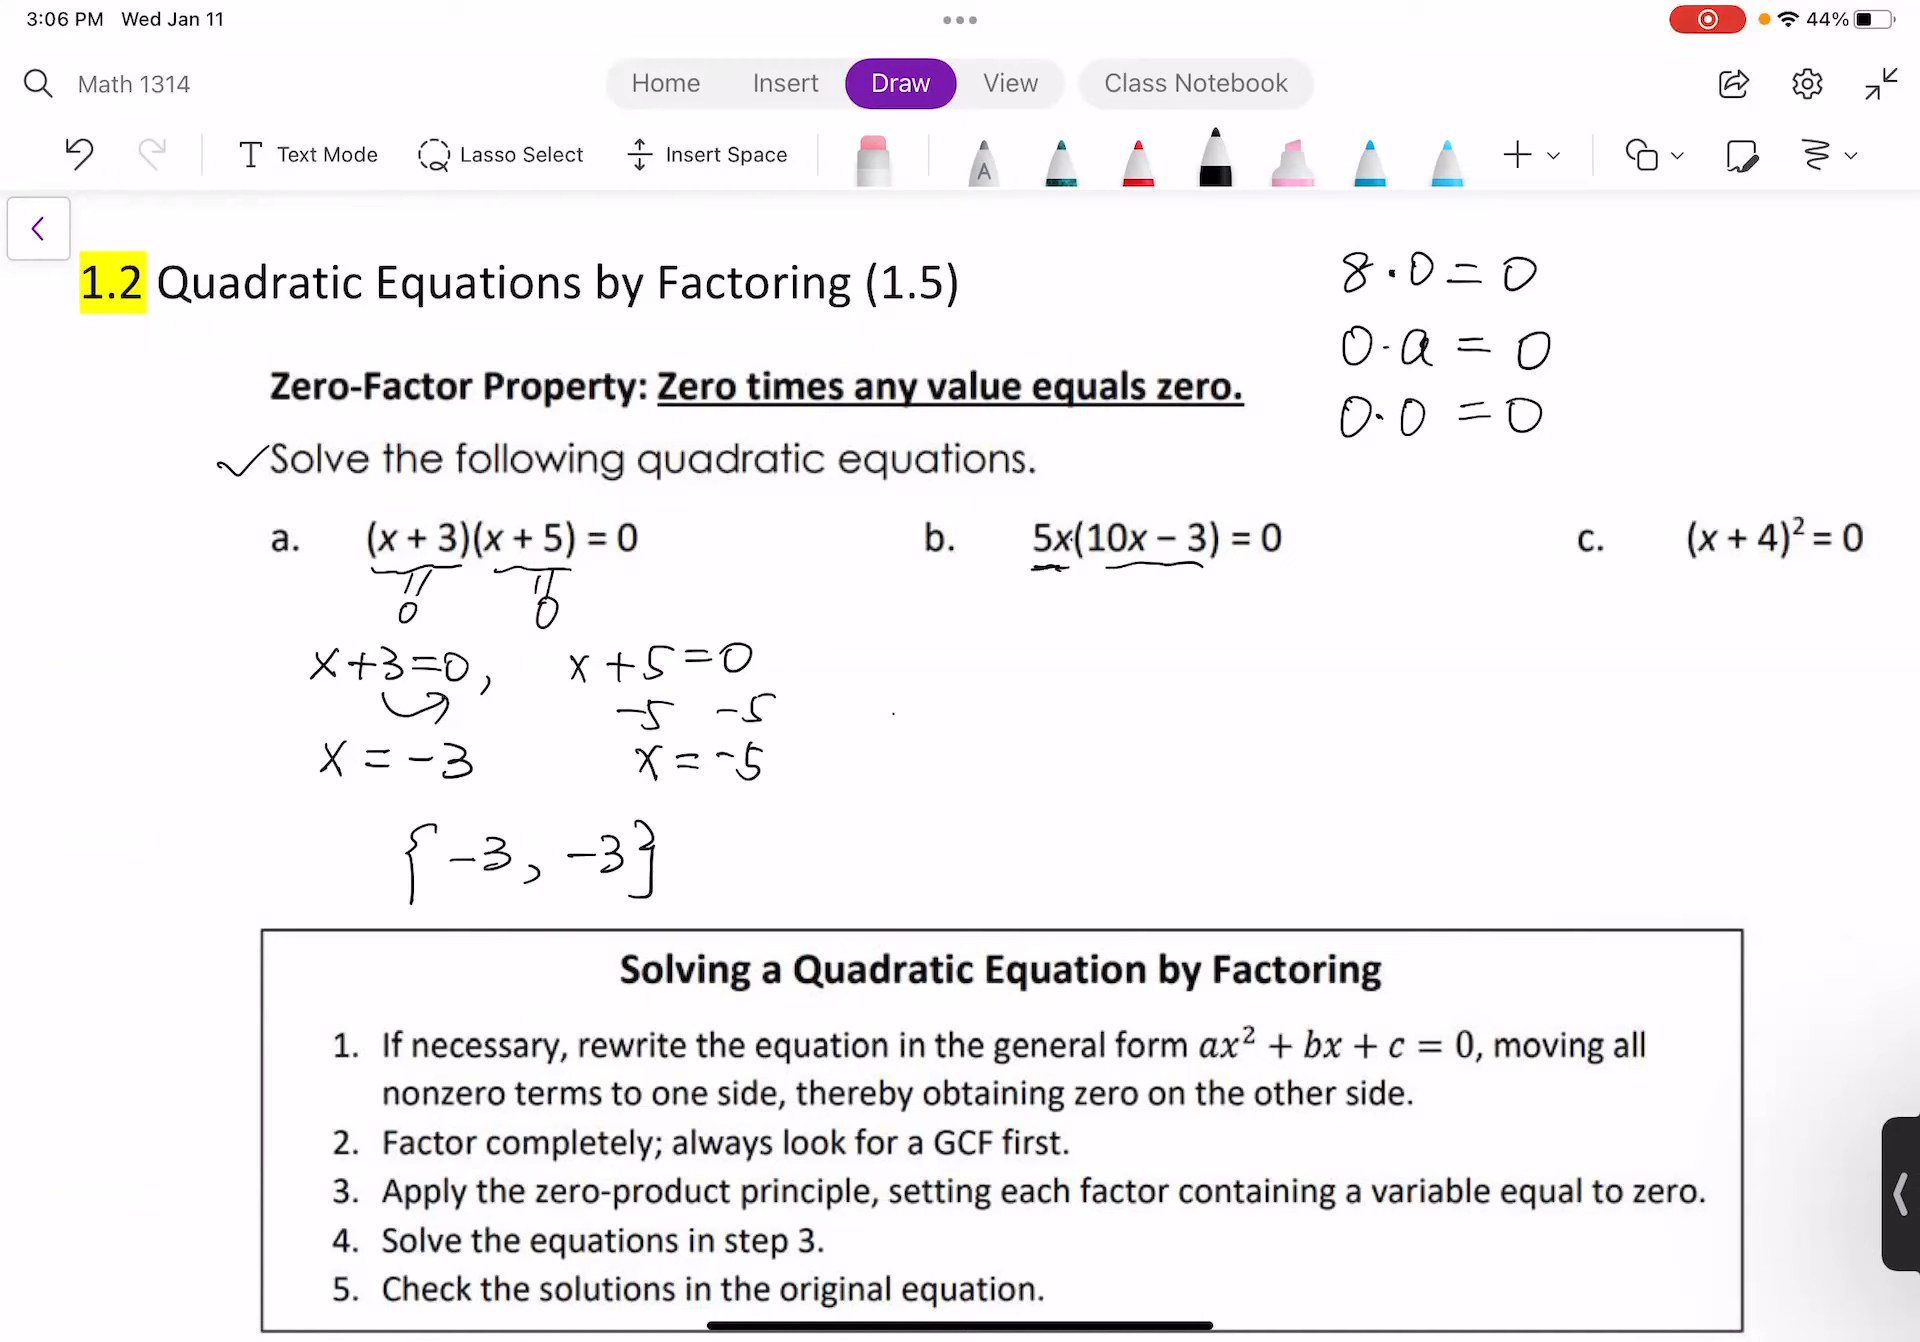 3:06 PM Wed Jan 11
44%
Math 1314
Home Insert Draw View Class Notebook
Text Mode Lasso Select Insert Space
A
1.2 Quadratic Equations by Factoring (1.5)
8·0=0
0·a=0
0·0=0
Zero-Factor Property: Zero times any value equals zero.
✓Solve the following quadratic equations.
a. (x + 3)(x + 5) = 0
b. 5x(10x – 3) = 0
c. (x + 4)² = 0
0 0
x+3=0, x+5=0
-5 -5
x=-3 x=-5
{-3, -3}
Solving a Quadratic Equation by Factoring
1. If necessary, rewrite the equation in the general form ax² + bx + c = 0, moving all
nonzero terms to one side, thereby obtaining zero on the other side.
2. Factor completely; always look for a GCF first.
3. Apply the zero-product principle, setting each factor containing a variable equal to zero.
4. Solve the equations in step 3.
5. Check the solutions in the original equation.